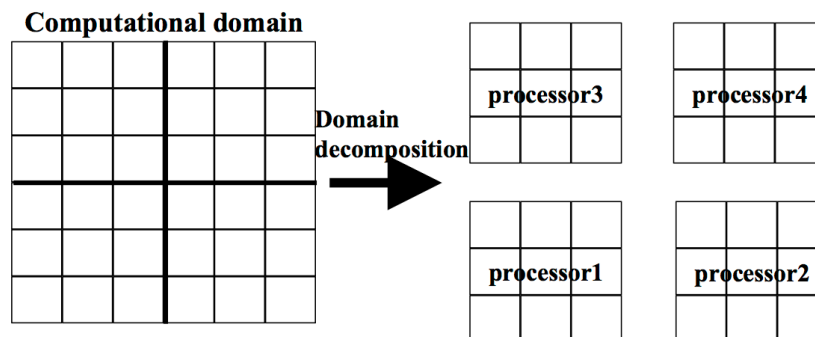 Computational domain
processor3
processor4
Domain
decomposition
processor1
processor2